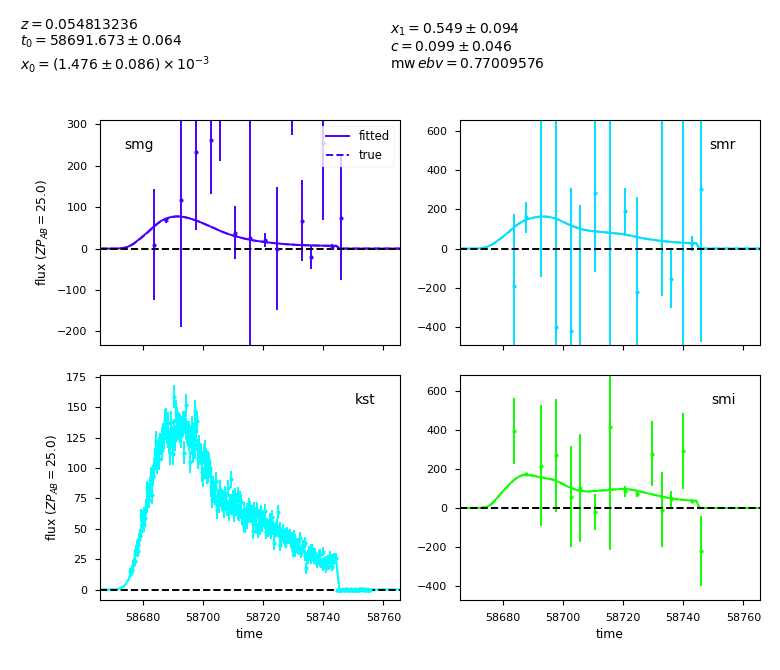 z = 0.054813236
t₀ = 58691.673 ± 0.064
x₀ = (1.476 ± 0.086) × 10⁻³
x₁ = 0.549 ± 0.094
c = 0.099 ± 0.046
mw ebv = 0.77009576
smg
fitted
true
300
200
100
0
−100
−200
flux (ZP_AB = 25.0)
smr
600
400
200
0
−200
−400
kst
175
150
125
100
75
50
25
0
flux (ZP_AB = 25.0)
58680 58700 58720 58740 58760
time
smi
600
400
200
0
−200
−400
58680 58700 58720 58740 58760
time